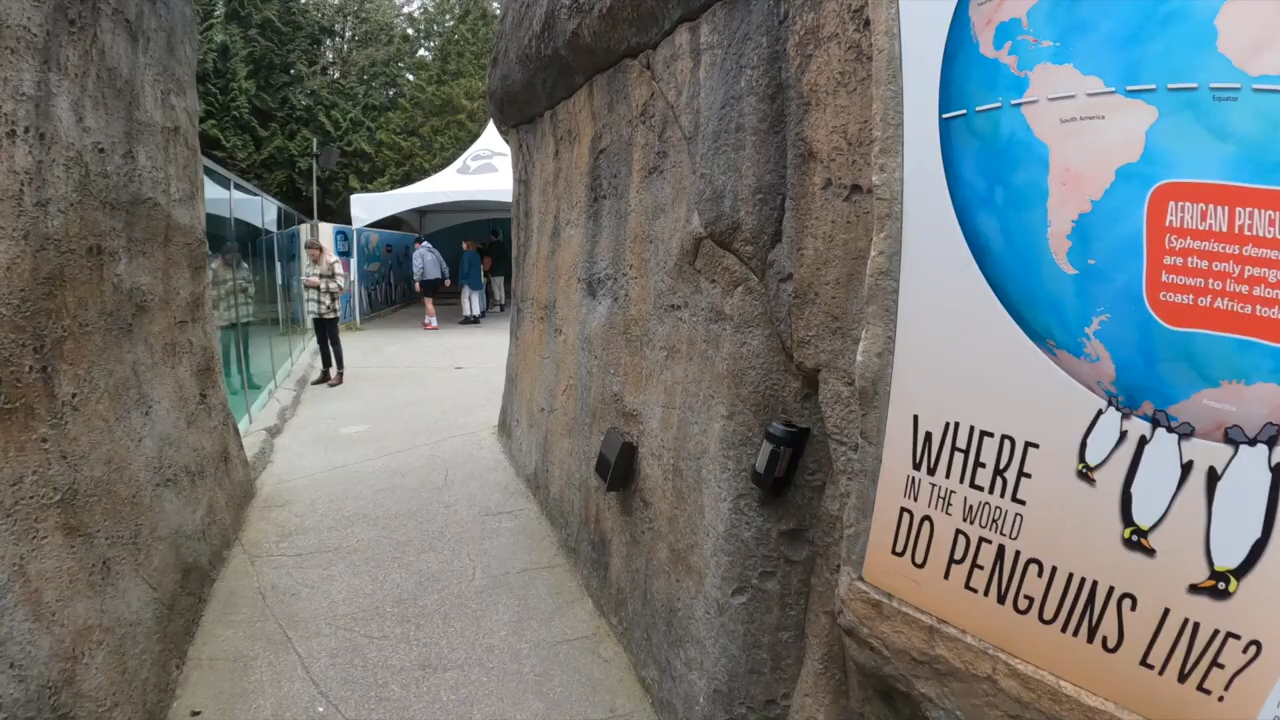 Equator
South America
AFRICAN PENGU
(Spheniscus deme
are the only peng
known to live alon
coast of Africa toda
Antarctica
WHERE
IN THE WORLD
DO PENGUINS LIVE?